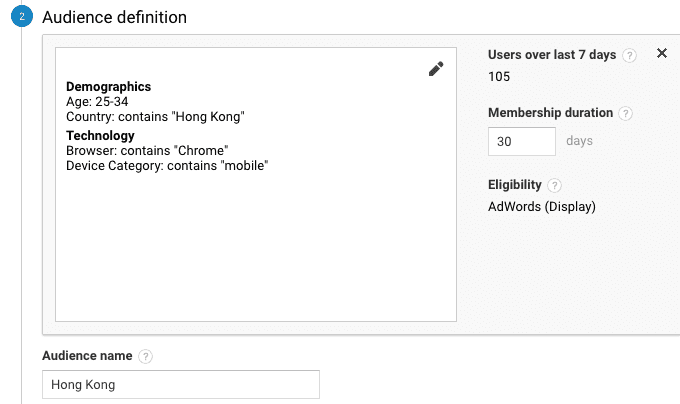 2
Audience definition
Demographics
Age: 25-34
Country: contains "Hong Kong"
Technology
Browser: contains "Chrome"
Device Category: contains "mobile"
Users over last 7 days ?
105
Membership duration ?
30 days
Eligibility ?
AdWords (Display)
Audience name ?
Hong Kong